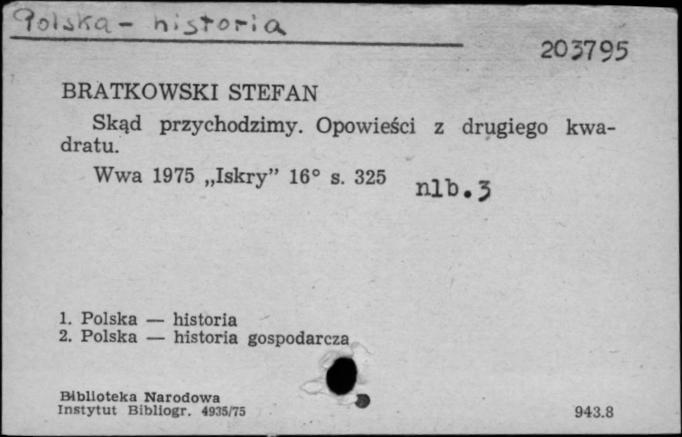 Polska - historia
203795
BRATKOWSKI STEFAN
Skąd przychodzimy. Opowieści z drugiego kwa-
dratu.
Wwa 1975 „Iskry” 16° s. 325 nlb.3
1. Polska — historia
2. Polska — historia gospodarcza
Biblioteka Narodowa
Instytut Bibliogr. 4935/75 943.8